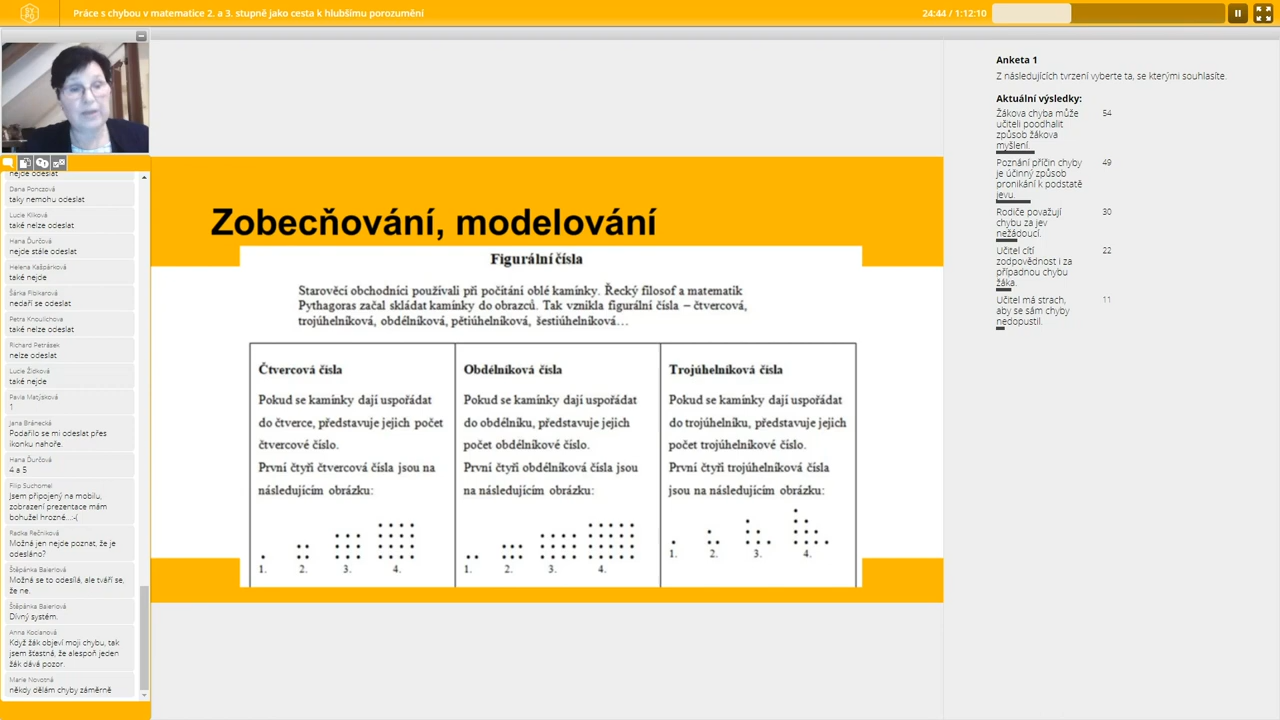 Práce s chybou v matematice 2. a 3. stupně jako cesta k hlubšímu porozumění
24:44 / 1:12:10
nejde odeslat
Dana Ponczová
taky nemohu odeslat
Lucie Kliková
také nelze odeslat
Hana Ďurčová
nejde stále odeslat
Helena Kašpárková
také nejde
Šárka Fibikarová
nedaří se odeslat
Petra Knoulichova
také nelze odeslat
Richard Petrásek
nelze odeslat
Lucie Židková
také nejde
Pavla Matýsková
1
Jana Bránecká
Podařilo se mi odeslat přes
ikonku nahoře.
Hana Ďurčová
4 a 5
Filip Suchomel
Jsem připojený na mobilu,
zobrazení prezentace mám
bohužel hrozné...:-(
Radka Řečníková
Možná jen nejde poznat, že je
odesláno?
Štěpánka Baierlová
Možná se to odesílá, ale tváří se,
že ne.
Štěpánka Baierlová
Divný systém.
Anna Kocianová
Když žák objeví moji chybu, tak
jsem šťastná, že alespoň jeden
žák dává pozor.
Marie Novotná
někdy dělám chyby záměrně
Zobecňování, modelování
Figurální čísla
Starověcí obchodníci používali při počítání oblé kamínky. Řecký filosof a matematik
Pythagoras začal skládat kamínky do obrazců. Tak vznikla figurální čísla – čtvercová,
trojúhelníková, obdélníková, pětiúhelníková, šestiúhelníková…
Čtvercová čísla
Pokud se kamínky dají uspořádat
do čtverce, představuje jejich počet
čtvercové číslo.
První čtyři čtvercová čísla jsou na
následujícím obrázku:
1. 2. 3. 4.
Obdélníková čísla
Pokud se kamínky dají uspořádat
do obdélníku, představuje jejich
počet obdélníkové číslo.
První čtyři obdélníková čísla jsou
na následujícím obrázku:
1. 2. 3. 4.
Trojúhelníková čísla
Pokud se kamínky dají uspořádat
do trojúhelníku, představuje jejich
počet trojúhelníkové číslo.
První čtyři trojúhelníková čísla
jsou na následujícím obrázku:
1. 2. 3. 4.
Anketa 1
Z následujících tvrzení vyberte ta, se kterými souhlasíte.
Aktuální výsledky:
Žákova chyba může 54
učiteli poodhalit
způsob žákova
myšlení.
Poznání příčin chyby 49
je účinný způsob
pronikání k podstatě
jevu.
Rodiče považují 30
chybu za jev
nežádoucí.
Učitel cítí 22
zodpovědnost i za
případnou chybu
žáka.
Učitel má strach, 11
aby se sám chyby
nedopustil.